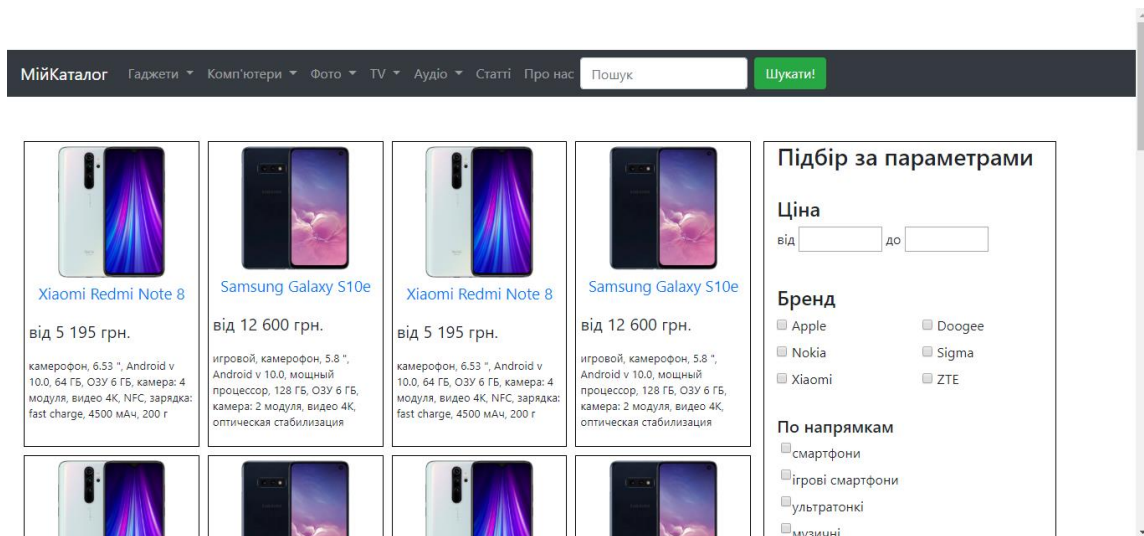 МійКаталог Гаджети Комп'ютери Фото TV Аудіо Статті Про нас Пошук Шукати!
Xiaomi Redmi Note 8
від 5 195 грн.
камерофон, 6.53 ", Android v
10.0, 64 ГБ, ОЗУ 6 ГБ, камера: 4
модуля, видео 4K, NFC, зарядка:
fast charge, 4500 мАч, 200 г
Samsung Galaxy S10e
від 12 600 грн.
игровой, камерофон, 5.8 ",
Android v 10.0, мощный
процессор, 128 ГБ, ОЗУ 6 ГБ,
камера: 2 модуля, видео 4K,
оптическая стабилизация
Xiaomi Redmi Note 8
від 5 195 грн.
камерофон, 6.53 ", Android v
10.0, 64 ГБ, ОЗУ 6 ГБ, камера: 4
модуля, видео 4K, NFC, зарядка:
fast charge, 4500 мАч, 200 г
Samsung Galaxy S10e
від 12 600 грн.
игровой, камерофон, 5.8 ",
Android v 10.0, мощный
процессор, 128 ГБ, ОЗУ 6 ГБ,
камера: 2 модуля, видео 4K,
оптическая стабилизация
Підбір за параметрами
Ціна
від до
Бренд
Apple Doogee
Nokia Sigma
Xiaomi ZTE
По напрямкам
смартфони
ігрові смартфони
ультратонкі
музичні